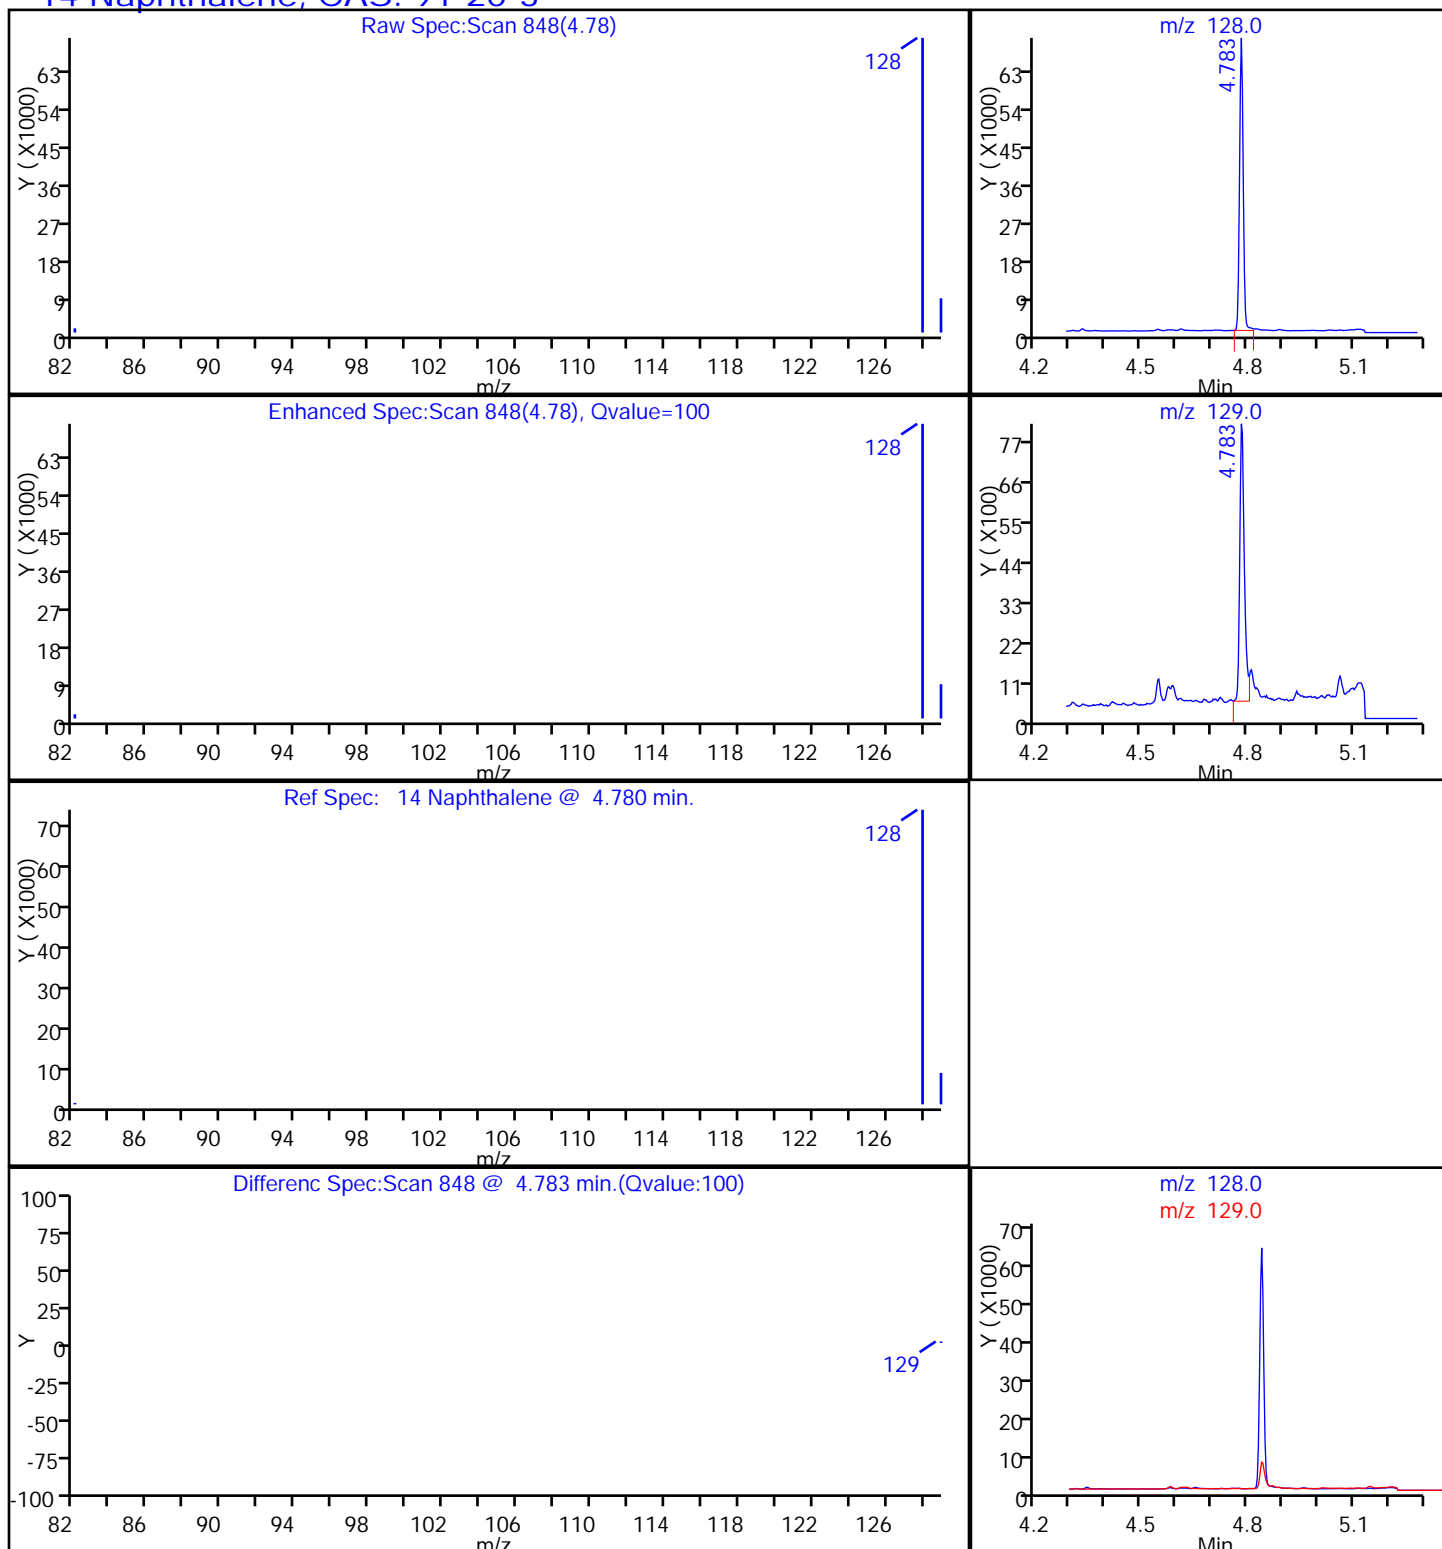 14 Naphthalene, CAS: 91-20-3
Raw Spec:Scan 848(4.78)
128
Y ( X1000)
63
54
45
36
27
18
9
0
82 86 90 94 98 102 106 110 114 118 122 126
m/z
m/z 128.0
4.783
Y ( X1000)
63
54
45
36
27
18
9
0
4.2 4.5 4.8 5.1
Min
Enhanced Spec:Scan 848(4.78), Qvalue=100
128
Y ( X1000)
63
54
45
36
27
18
9
0
82 86 90 94 98 102 106 110 114 118 122 126
m/z
m/z 129.0
4.783
Y ( X100)
77
66
55
44
33
22
11
0
4.2 4.5 4.8 5.1
Min
Ref Spec: 14 Naphthalene @ 4.780 min.
128
Y ( X1000)
70
60
50
40
30
20
10
0
82 86 90 94 98 102 106 110 114 118 122 126
m/z
Differenc Spec:Scan 848 @ 4.783 min.(Qvalue:100)
129
Y
100
75
50
25
0
-25
-50
-75
-100
82 86 90 94 98 102 106 110 114 118 122 126
m/z
m/z 128.0
m/z 129.0
Y ( X1000)
70
60
50
40
30
20
10
0
4.2 4.5 4.8 5.1
Min